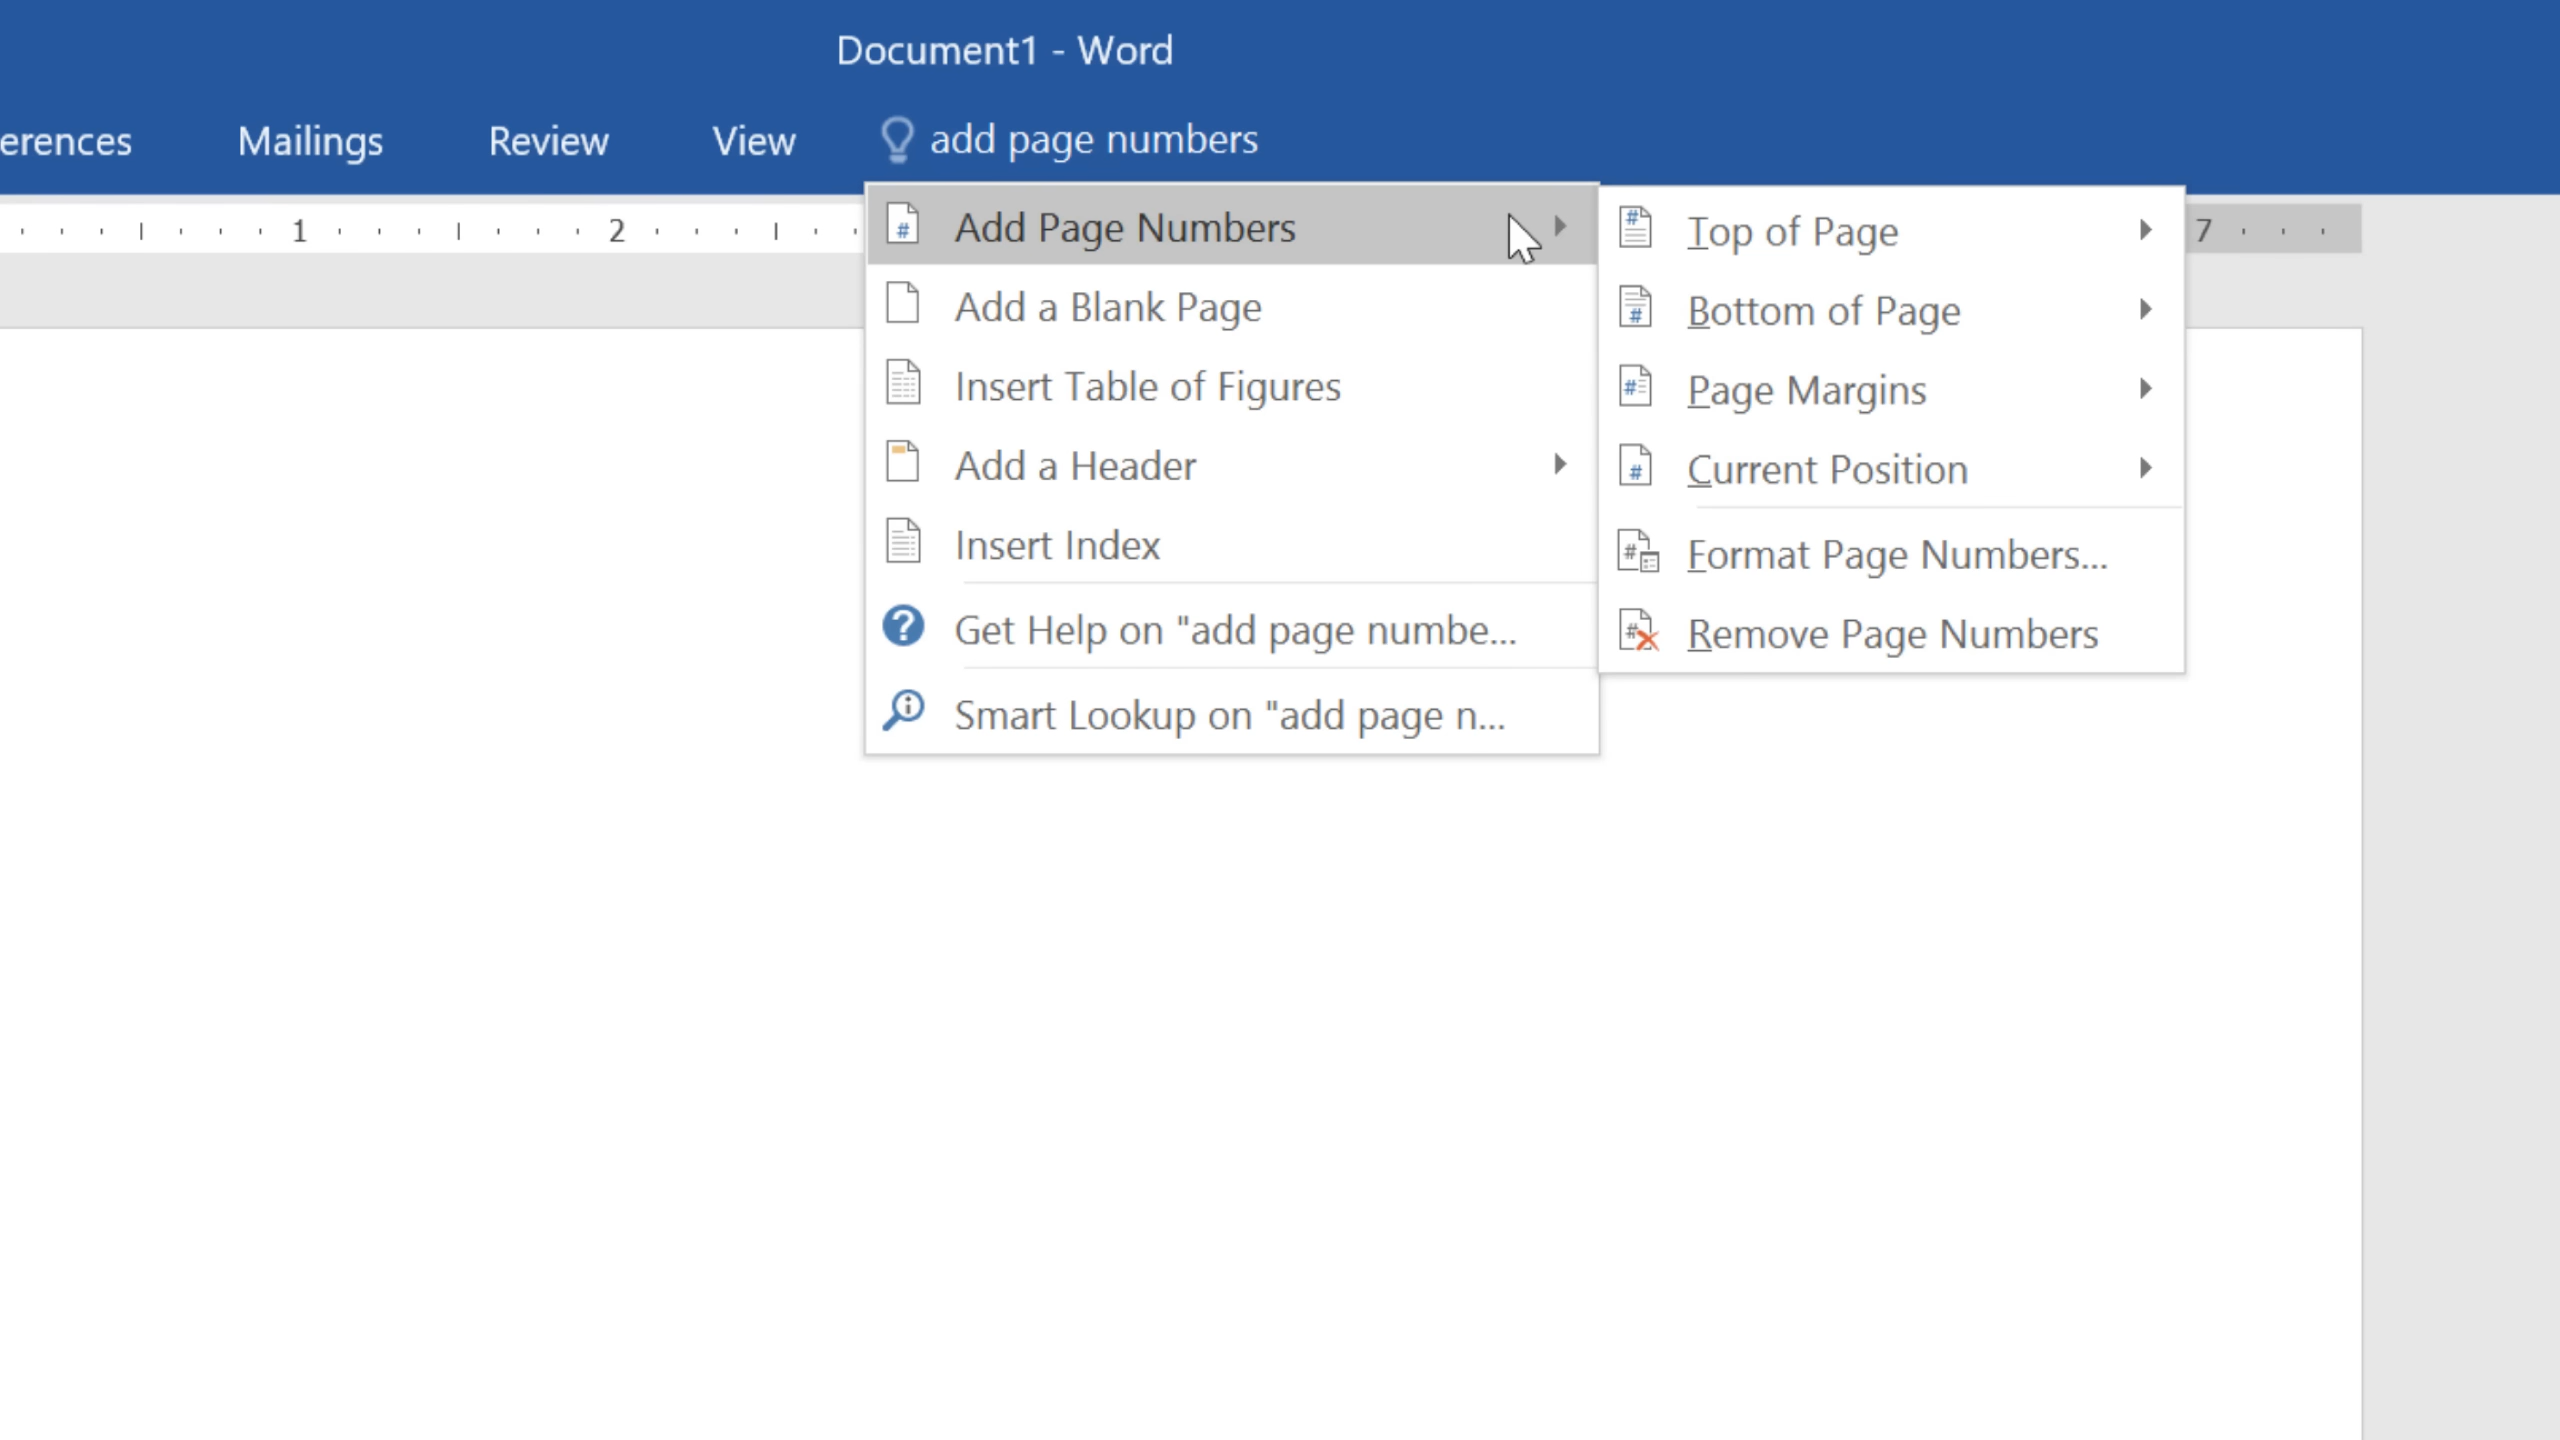 Document1 - Word
erences Mailings Review View add page numbers
1 2 7
Add Page Numbers
Add a Blank Page
Insert Table of Figures
Add a Header
Insert Index
Get Help on "add page numbe...
Smart Lookup on "add page n...
Top of Page
Bottom of Page
Page Margins
Current Position
Format Page Numbers...
Remove Page Numbers